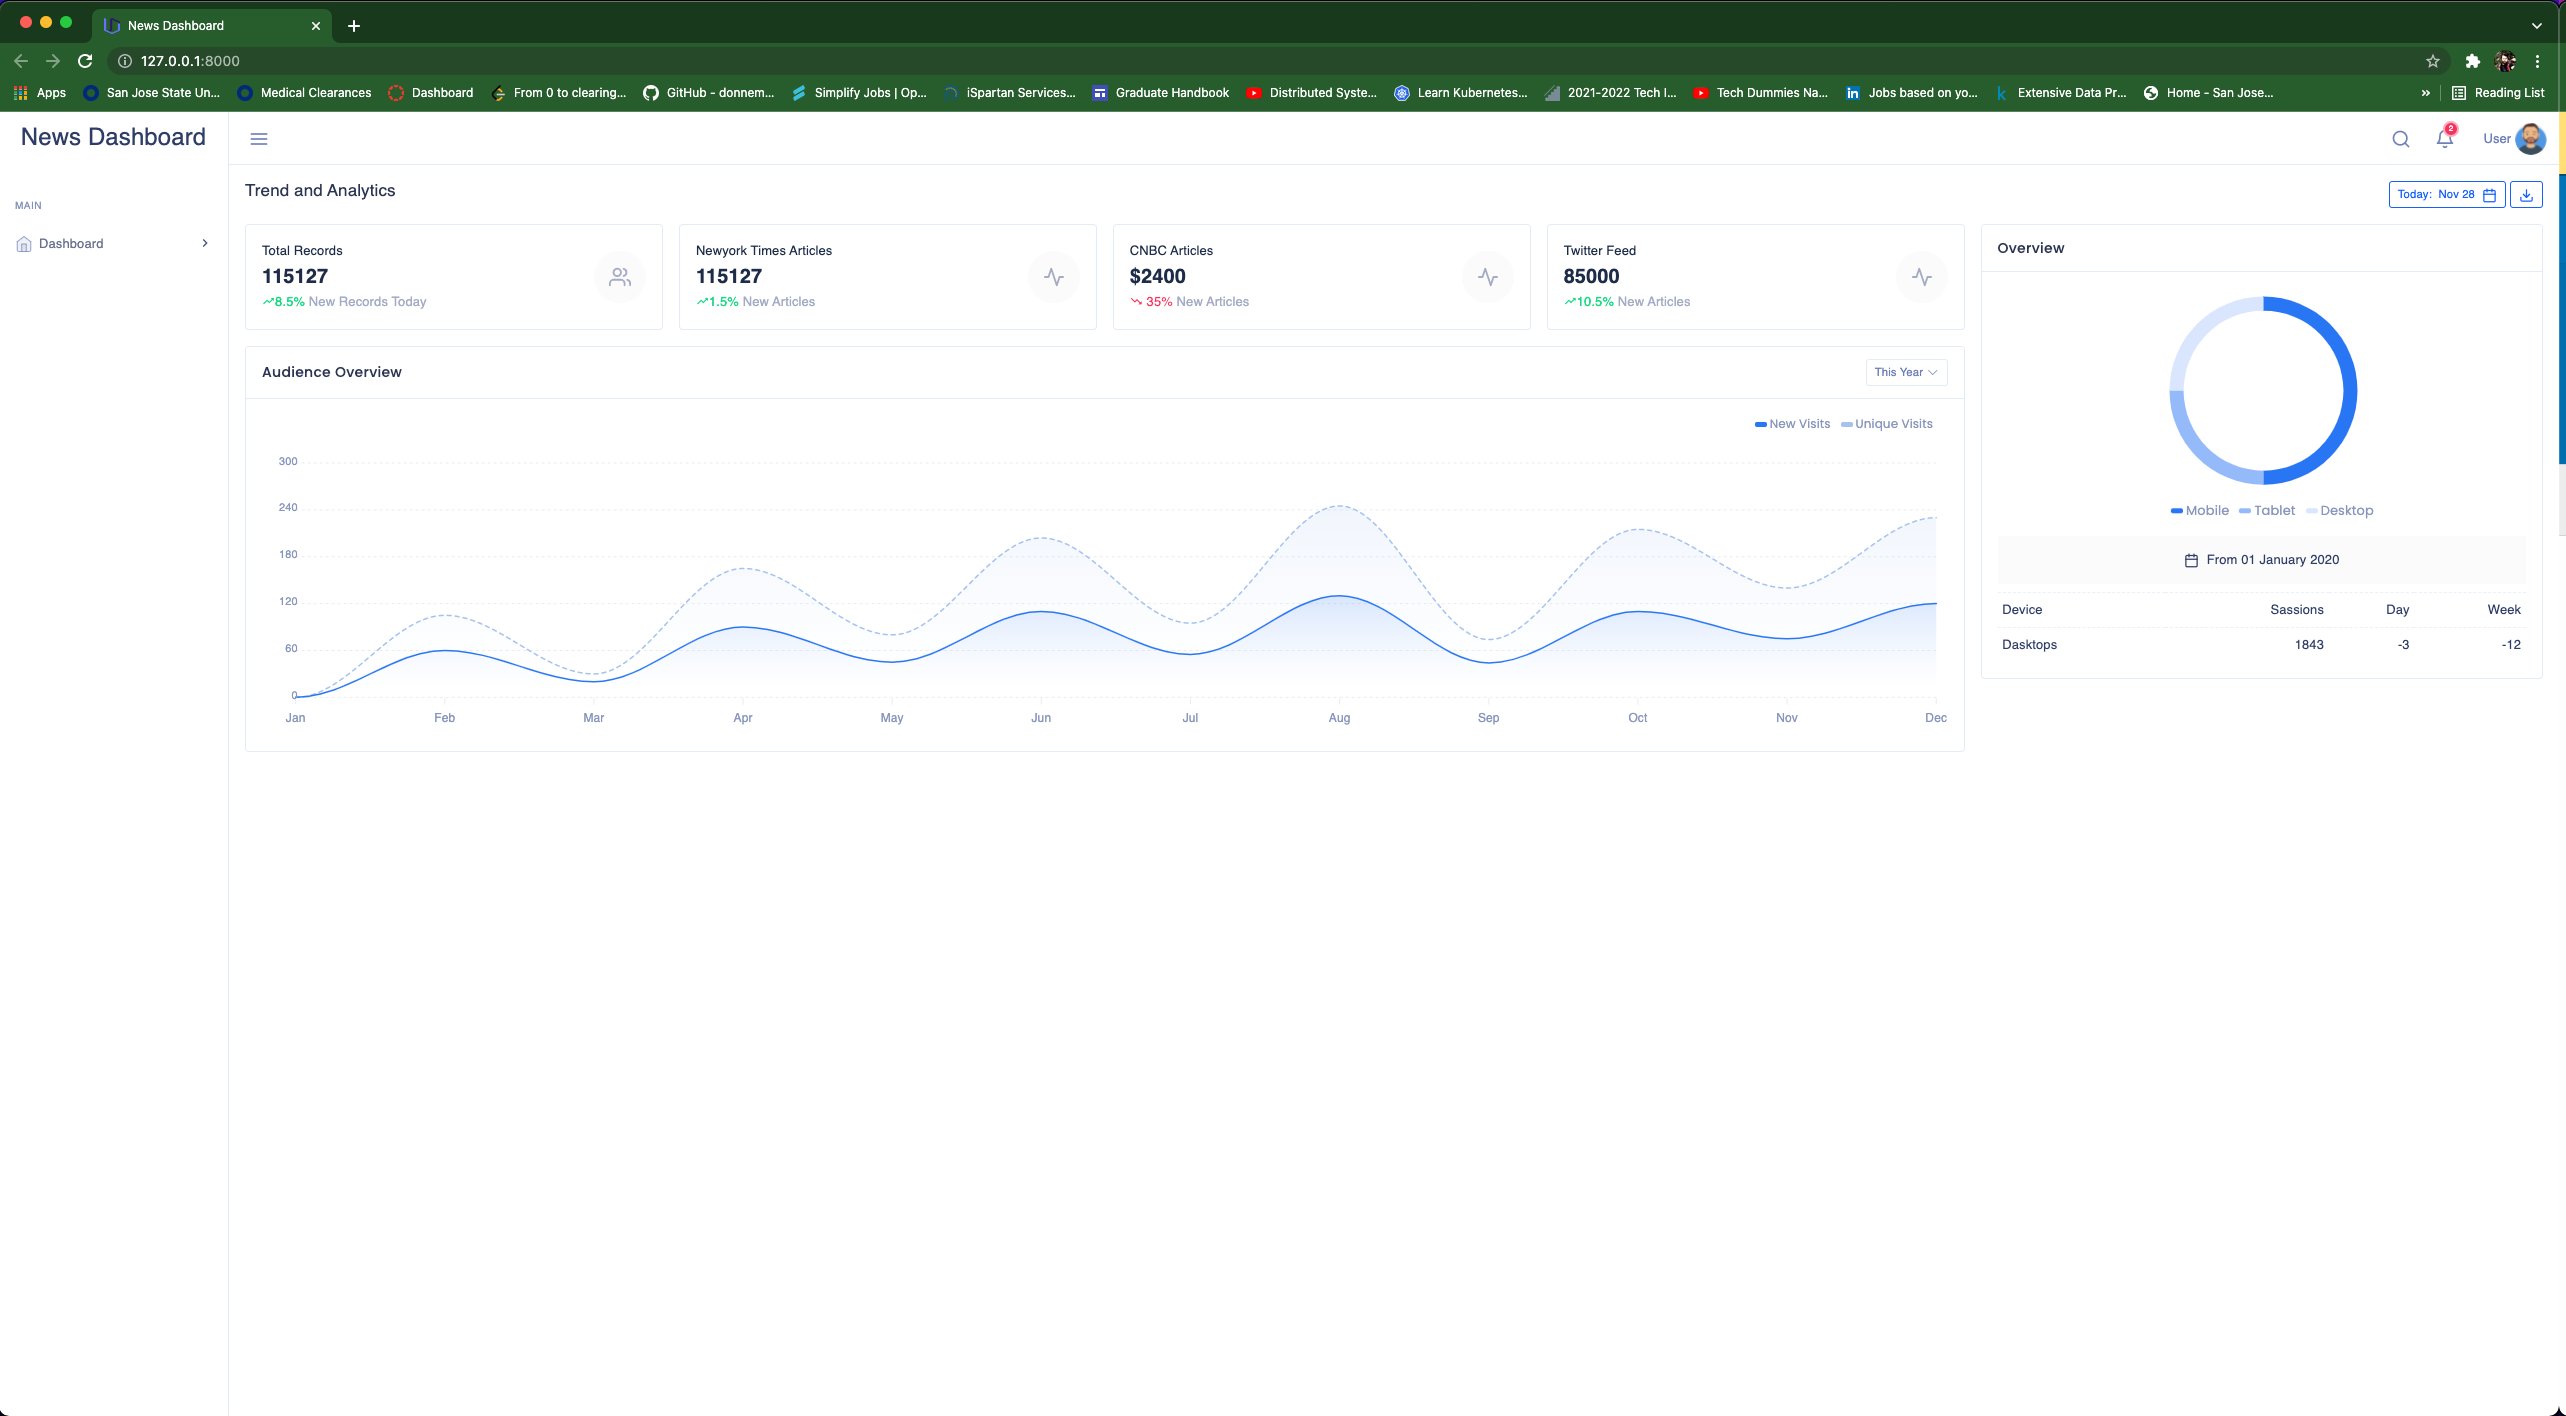 News Dashboard
127.0.0.1:8000
Apps San Jose State Un... Medical Clearances Dashboard From 0 to clearing... GitHub - donnem... Simplify Jobs | Op... iSpartan Services... Graduate Handbook Distributed Syste... Learn Kubernetes... 2021-2022 Tech I... Tech Dummies Na... Jobs based on yo... Extensive Data Pr... Home - San Jose... » Reading List
News Dashboard
2
User
MAIN
Dashboard
Trend and Analytics
Today: Nov 28
Total Records
115127
8.5% New Records Today
Newyork Times Articles
115127
1.5% New Articles
CNBC Articles
$2400
35% New Articles
Twitter Feed
85000
10.5% New Articles
Audience Overview
This Year
New Visits Unique Visits
300
240
180
120
60
0
Jan Feb Mar Apr May Jun Jul Aug Sep Oct Nov Dec
Overview
Mobile Tablet Desktop
From 01 January 2020
Device Sassions Day Week
Dasktops 1843 -3 -12